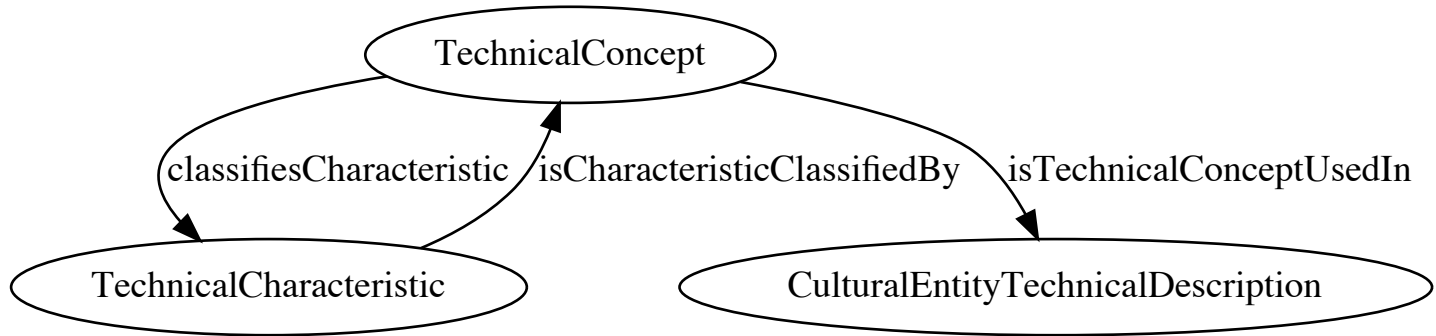 TechnicalConcept
classifiesCharacteristic
isCharacteristicClassifiedBy
isTechnicalConceptUsedIn
TechnicalCharacteristic
CulturalEntityTechnicalDescription